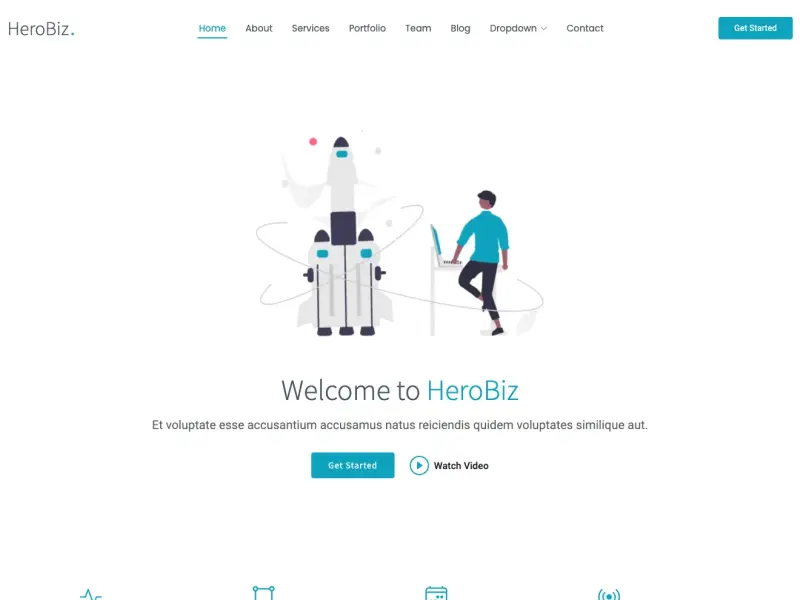 HeroBiz.
Home About Services Portfolio Team Blog Dropdown Contact
Get Started
Welcome to HeroBiz
Et voluptate esse accusantium accusamus natus reiciendis quidem voluptates similique aut.
Get Started Watch Video